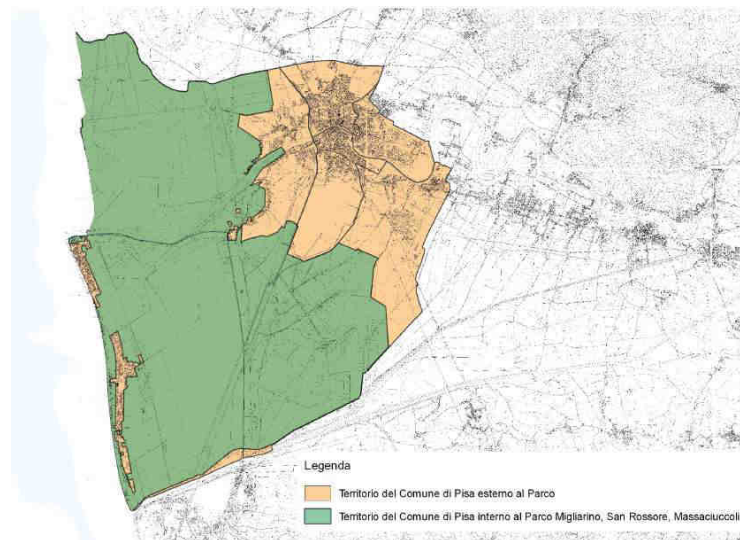 Legenda
Territorio del Comune di Pisa esterno al Parco
Territorio del Comune di Pisa interno al Parco Migliarino, San Rossore, Massaciuccoli